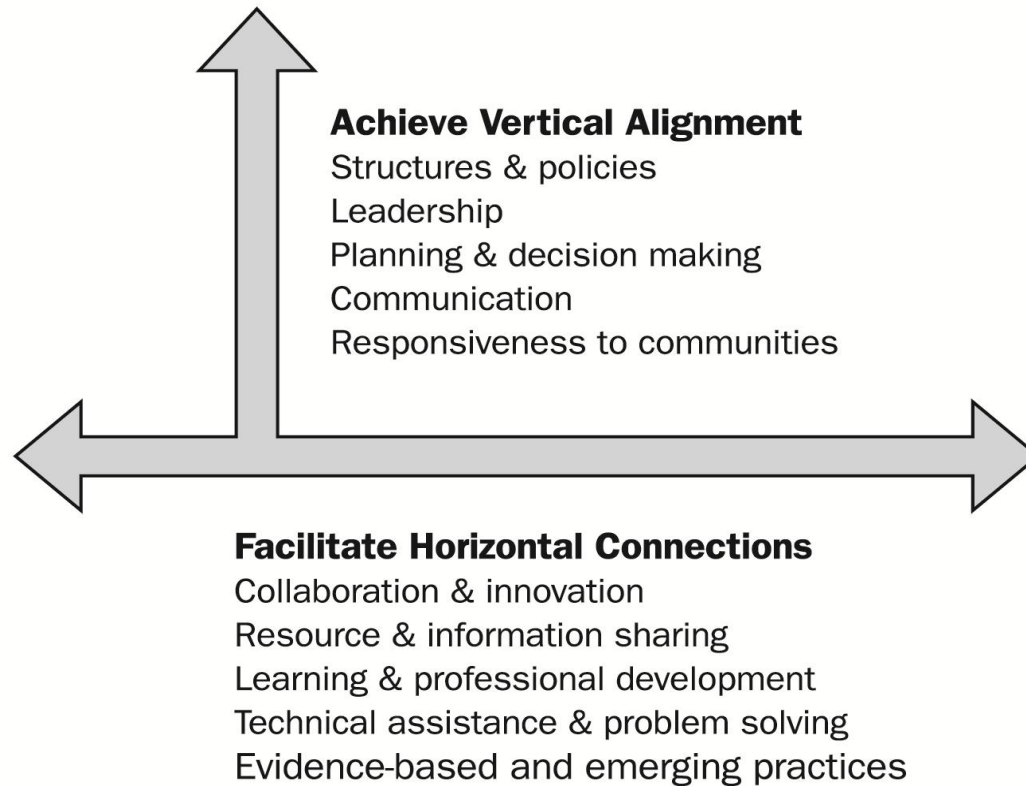 Achieve Vertical Alignment
Structures & policies
Leadership
Planning & decision making
Communication
Responsiveness to communities
Facilitate Horizontal Connections
Collaboration & innovation
Resource & information sharing
Learning & professional development
Technical assistance & problem solving
Evidence-based and emerging practices